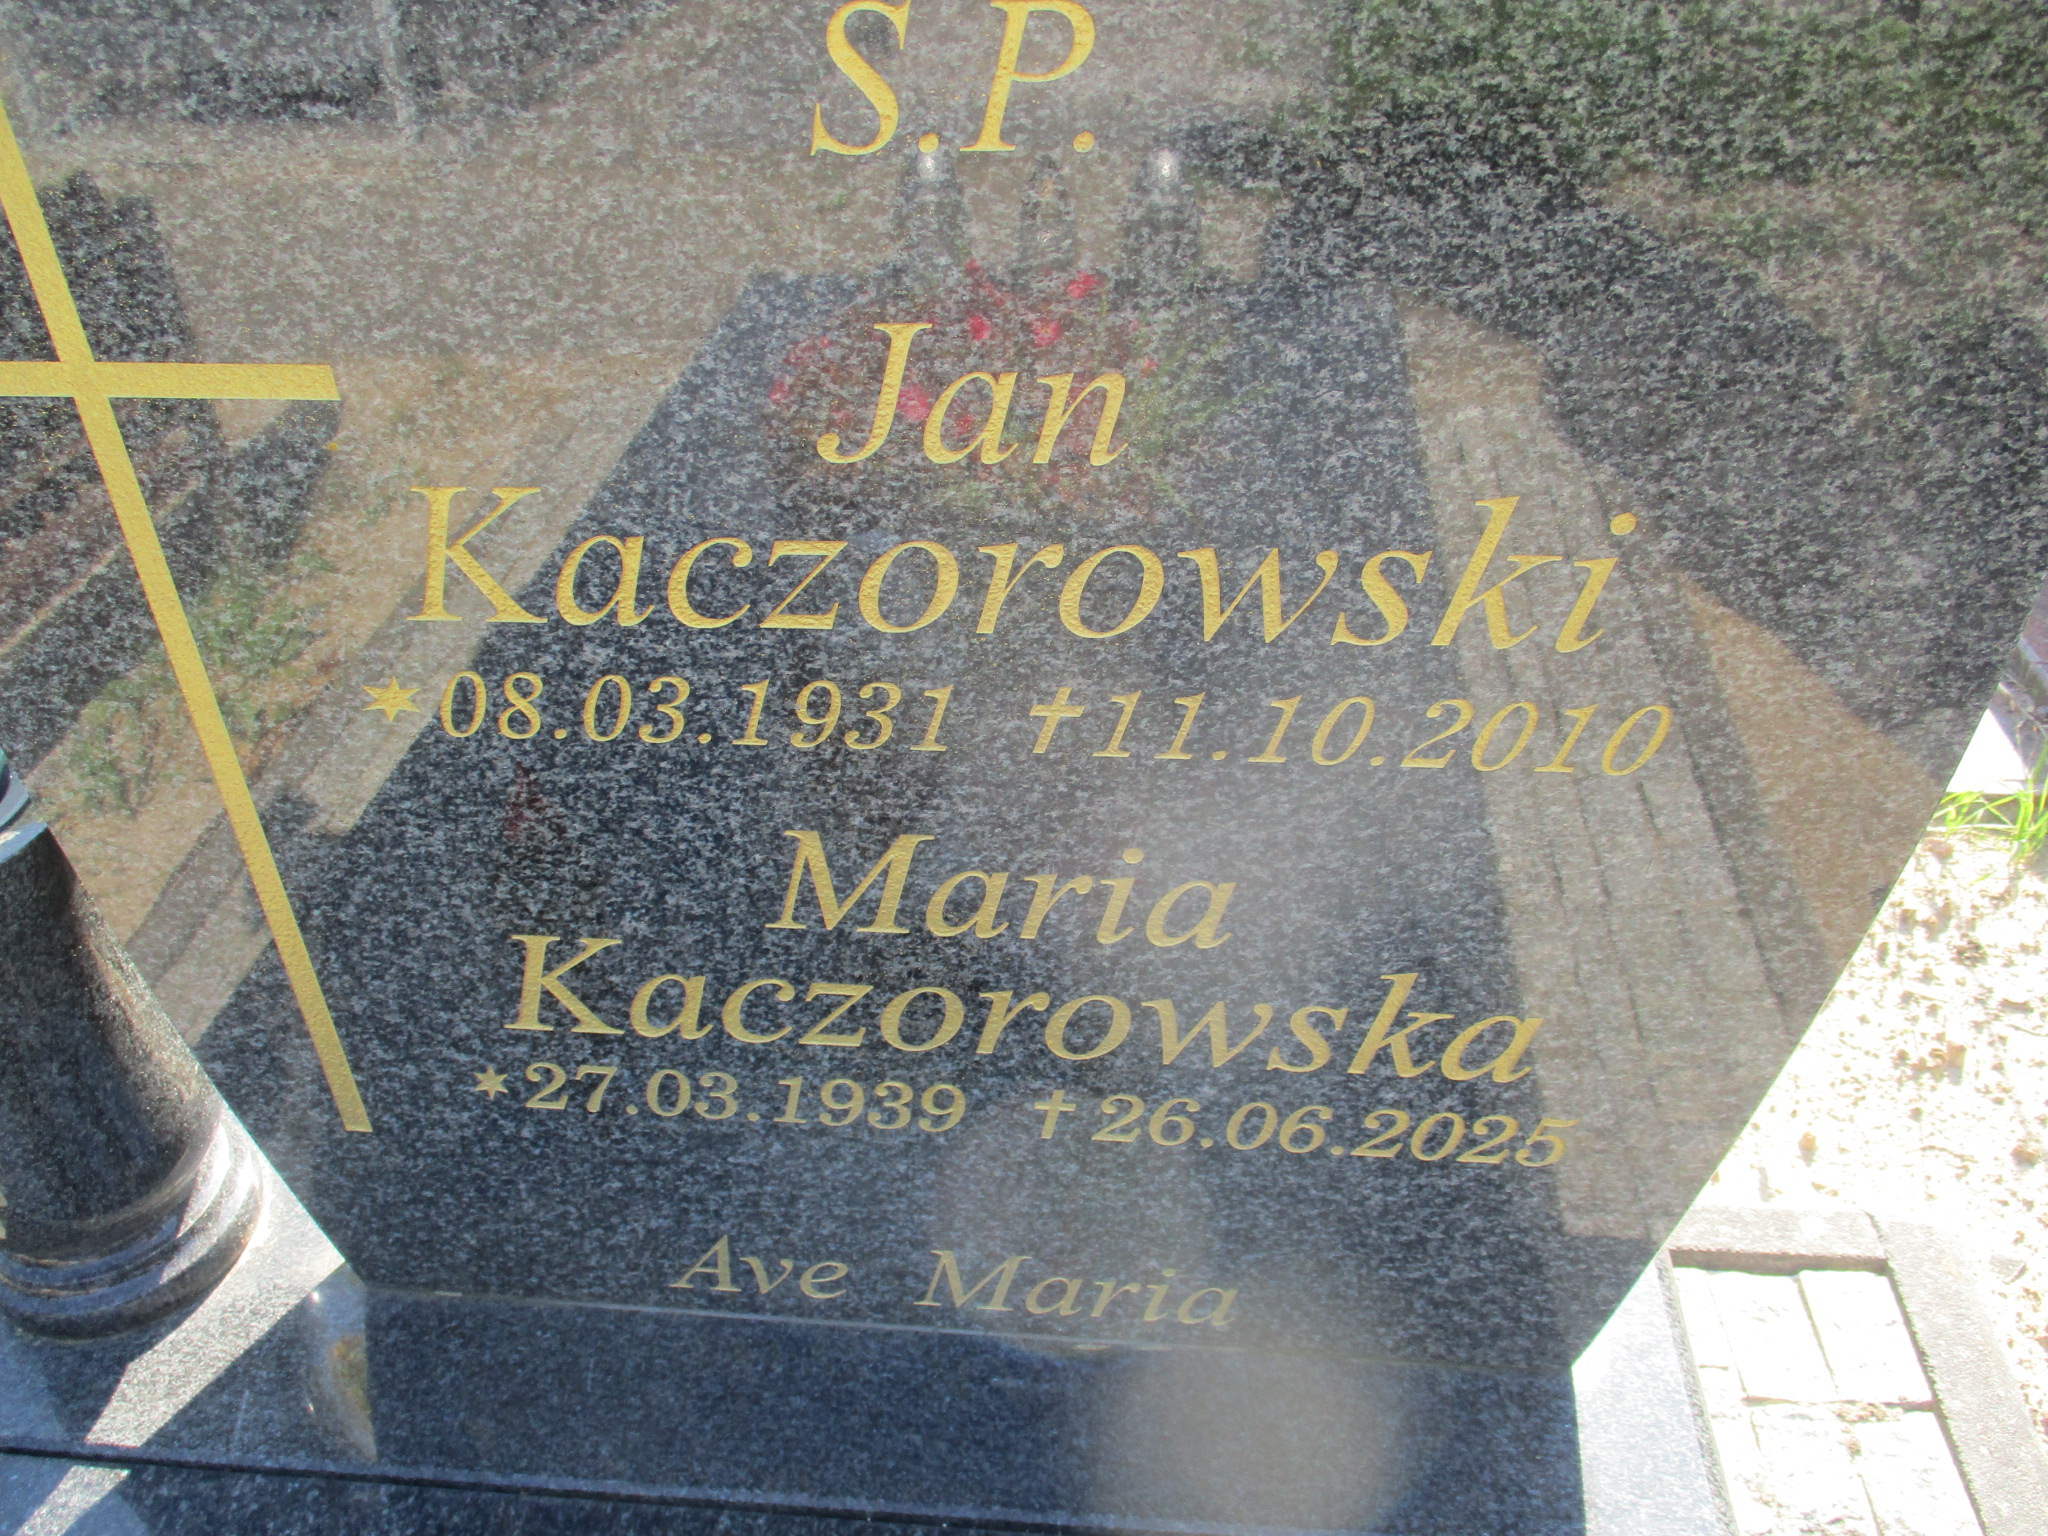 S.P.
Jan
Kaczorowski
*08.03.1931 ✝11.10.2010
Maria
Kaczorowska
*27.03.1939 ✝26.06.2025
Ave Maria